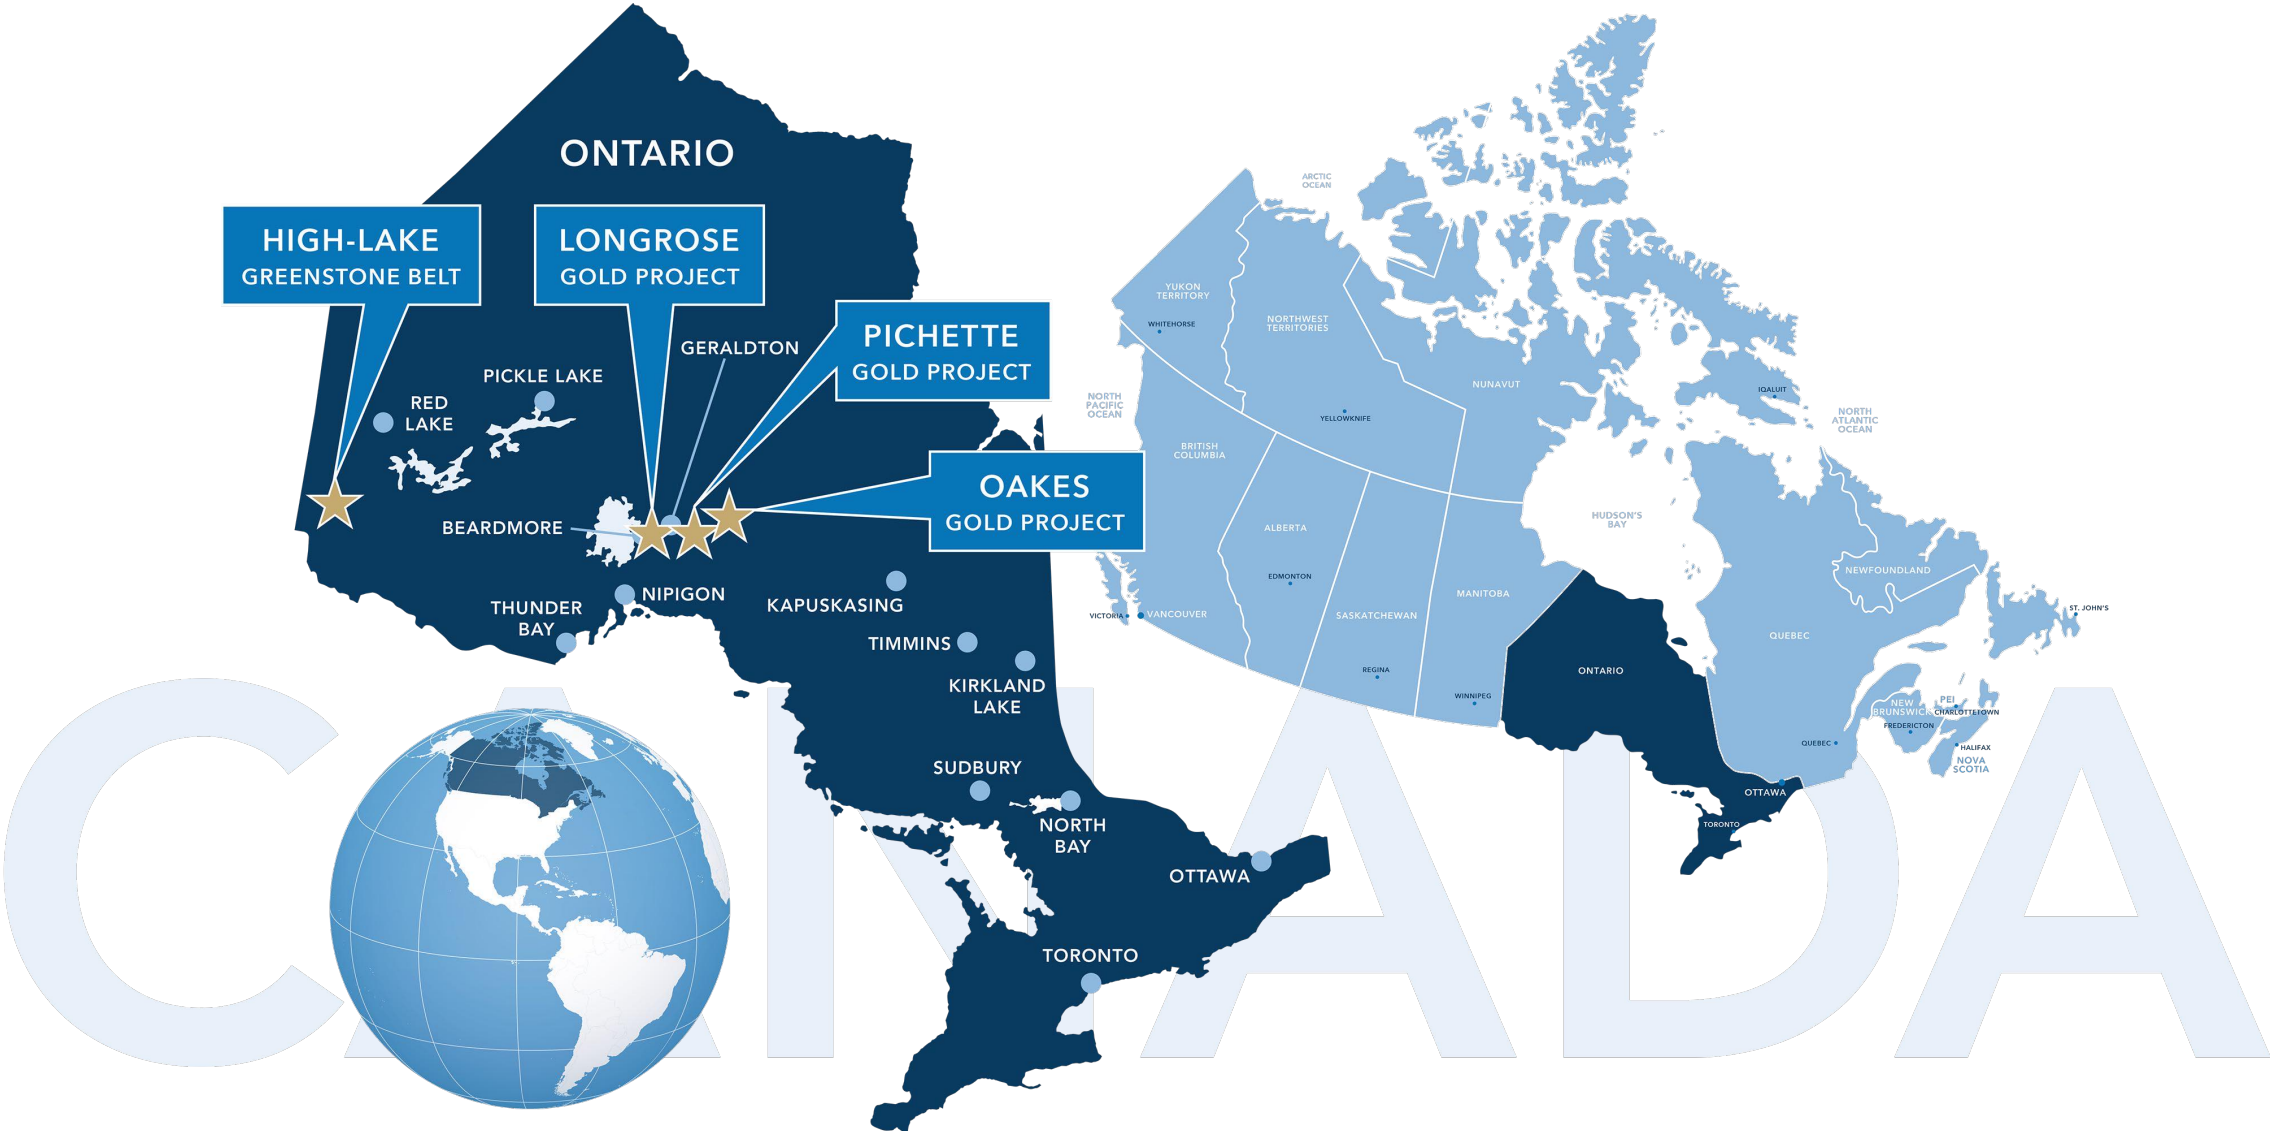 ONTARIO
HIGH-LAKE
GREENSTONE BELT
LONGROSE
GOLD PROJECT
PICHETTE
GOLD PROJECT
GERALDTON
PICKLE LAKE
RED
LAKE
OAKES
GOLD PROJECT
BEARDMORE
NIPIGON
THUNDER
BAY
KAPUSKASING
TIMMINS
KIRKLAND
LAKE
SUDBURY
NORTH
BAY
OTTAWA
TORONTO
ARCTIC
OCEAN
YUKON
TERRITORY
WHITEHORSE
NORTHWEST
TERRITORIES
YELLOWKNIFE
NUNAVUT
IQALUIT
NORTH
PACIFIC
OCEAN
NORTH
ATLANTIC
OCEAN
BRITISH
COLUMBIA
ALBERTA
EDMONTON
HUDSON'S
BAY
NEWFOUNDLAND
VICTORIA
VANCOUVER
SASKATCHEWAN
REGINA
MANITOBA
WINNIPEG
ONTARIO
QUEBEC
ST. JOHN'S
NEW
BRUNSWICK
PEI
CHARLOTTETOWN
FREDERICTON
QUEBEC
HALIFAX
NOVA
SCOTIA
OTTAWA
TORONTO
CANADA